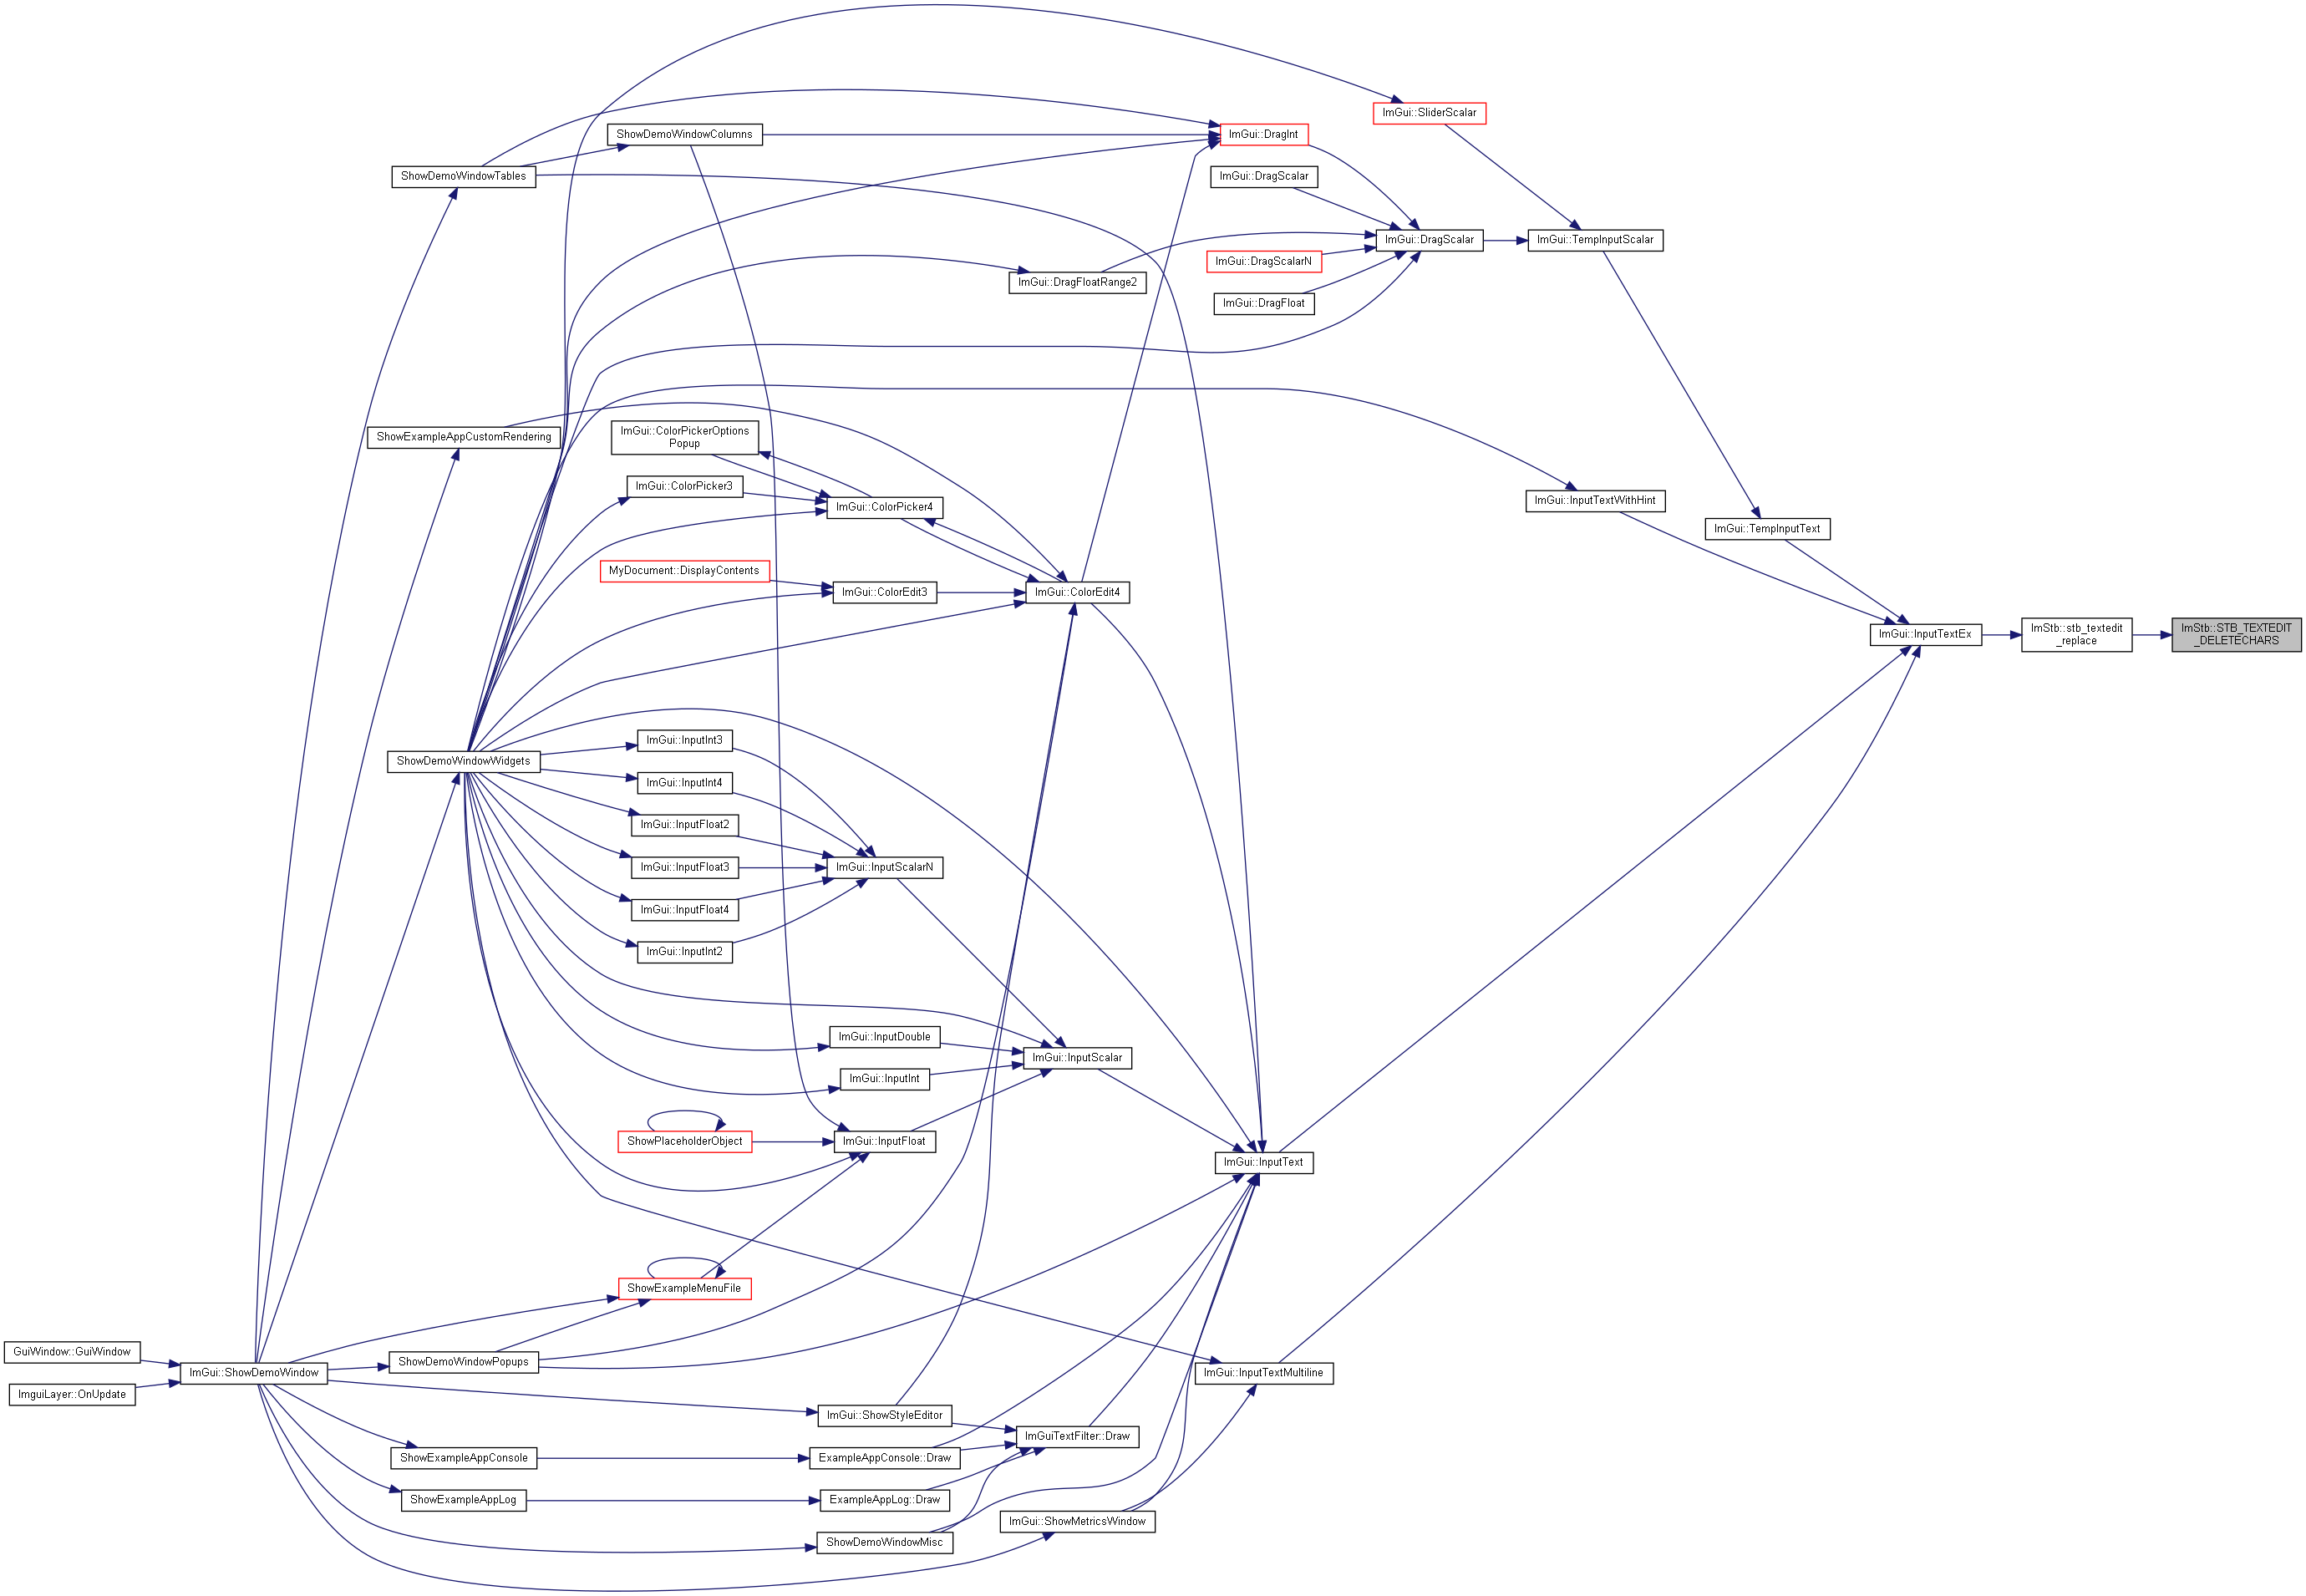 ImGui::SliderScalar
ShowDemoWindowColumns
ImGui::DragInt
ShowDemoWindowTables
ImGui::DragScalar
ImGui::DragScalar
ImGui::TempInputScalar
ImGui::DragScalarN
ImGui::DragFloatRange2
ImGui::DragFloat
ShowExampleAppCustomRendering
ImGui::ColorPickerOptions
Popup
ImGui::ColorPicker3
ImGui::ColorPicker4
ImGui::InputTextWithHint
ImGui::TempInputText
MyDocument::DisplayContents
ImGui::ColorEdit3
ImGui::ColorEdit4
ImGui::InputTextEx
ImStb::stb_textedit
_replace
ImStb::STB_TEXTEDIT
_DELETECHARS
ShowDemoWindowWidgets
ImGui::InputInt3
ImGui::InputInt4
ImGui::InputFloat2
ImGui::InputFloat3
ImGui::InputScalarN
ImGui::InputFloat4
ImGui::InputInt2
ImGui::InputDouble
ImGui::InputScalar
ImGui::InputInt
ShowPlaceholderObject
ImGui::InputFloat
ImGui::InputText
ShowExampleMenuFile
GuiWindow::GuiWindow
ImGui::ShowDemoWindow
ShowDemoWindowPopups
ImGui::InputTextMultiline
ImguiLayer::OnUpdate
ImGui::ShowStyleEditor
ImGuiTextFilter::Draw
ShowExampleAppConsole
ExampleAppConsole::Draw
ShowExampleAppLog
ExampleAppLog::Draw
ImGui::ShowMetricsWindow
ShowDemoWindowMisc